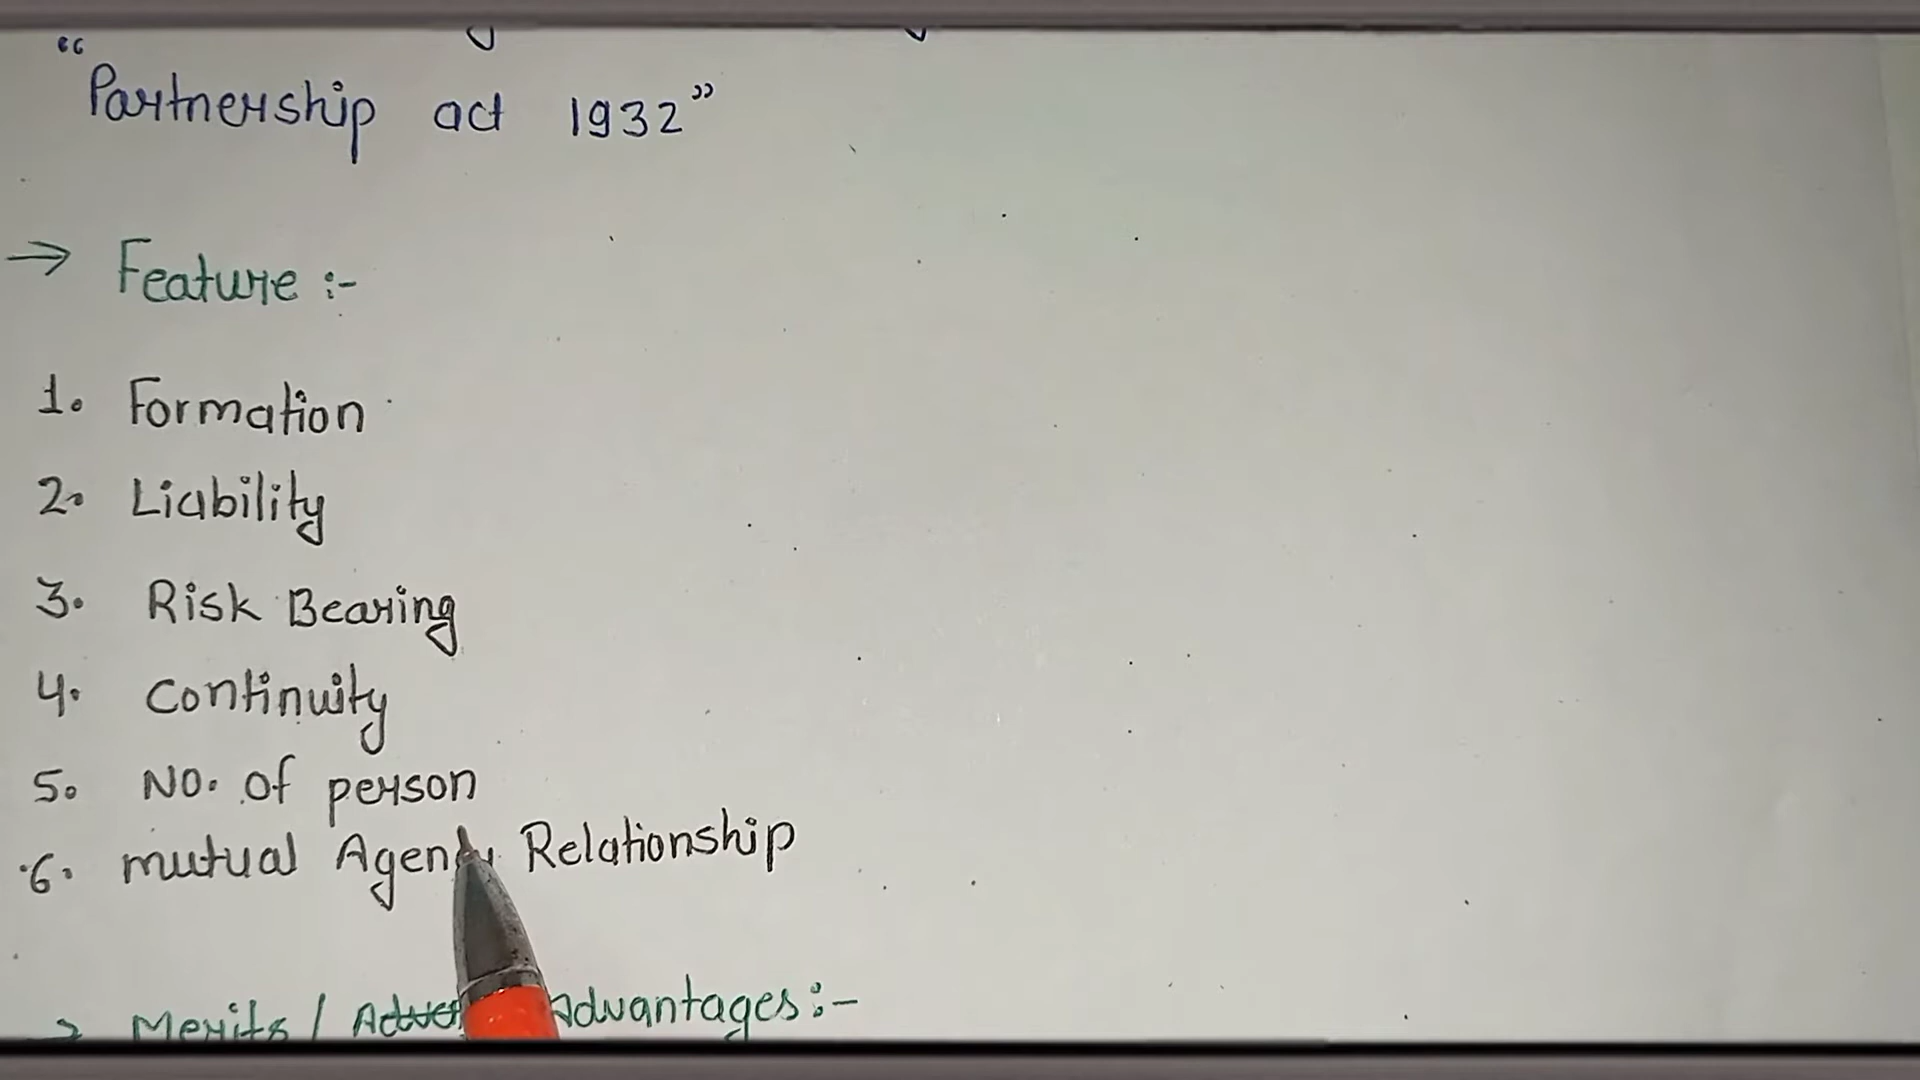 "Partnership act 1932"
→ Feature :-
1. Formation
2. Liability
3. Risk Bearing
4. Continuity
5. No. of person
6. mutual Agency Relationship
→ Merits / Advantages :-